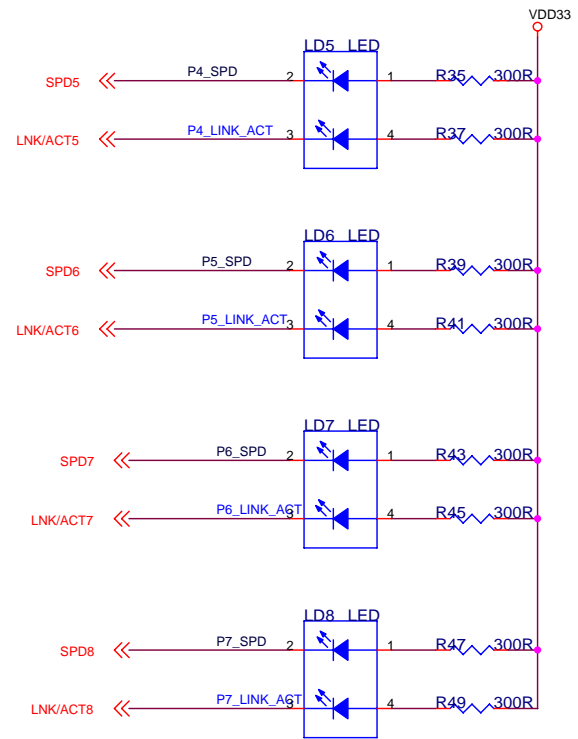 VDD33
LD5 LED
SPD5 P4_SPD 2 1 R35 300R
LNK/ACT5 P4_LINK_ACT 3 4 R37 300R
LD6 LED
SPD6 P5_SPD 2 1 R39 300R
LNK/ACT6 P5_LINK_ACT 3 4 R41 300R
LD7 LED
SPD7 P6_SPD 2 1 R43 300R
LNK/ACT7 P6_LINK_ACT 3 4 R45 300R
LD8 LED
SPD8 P7_SPD 2 1 R47 300R
LNK/ACT8 P7_LINK_ACT 3 4 R49 300R